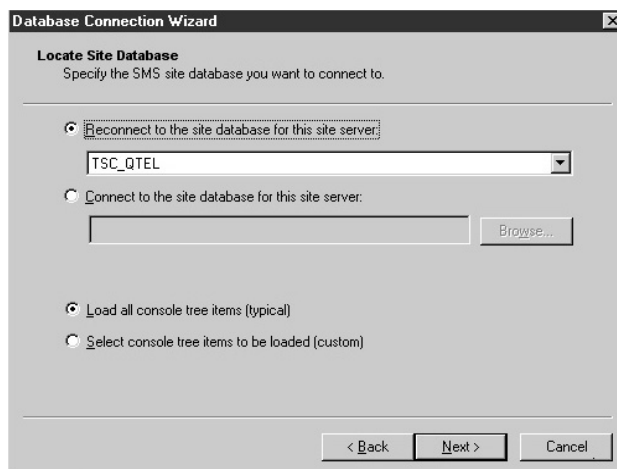 Database Connection Wizard
Locate Site Database
Specify the SMS site database you want to connect to.
Reconnect to the site database for this site server:
TSC_QTEL
Connect to the site database for this site server:
Browse...
Load all console tree items (typical)
Select console tree items to be loaded (custom)
< Back
Next >
Cancel